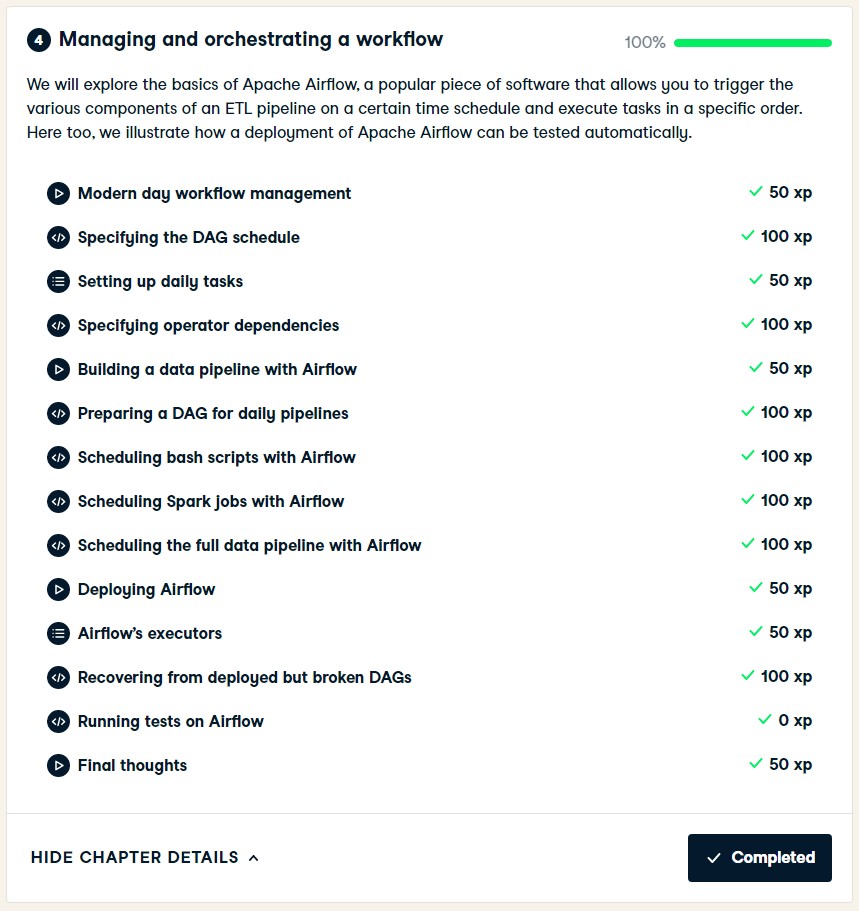 4 Managing and orchestrating a workflow 100%
We will explore the basics of Apache Airflow, a popular piece of software that allows you to trigger the
various components of an ETL pipeline on a certain time schedule and execute tasks in a specific order.
Here too, we illustrate how a deployment of Apache Airflow can be tested automatically.
Modern day workflow management 50 xp
Specifying the DAG schedule 100 xp
Setting up daily tasks 50 xp
Specifying operator dependencies 100 xp
Building a data pipeline with Airflow 50 xp
Preparing a DAG for daily pipelines 100 xp
Scheduling bash scripts with Airflow 100 xp
Scheduling Spark jobs with Airflow 100 xp
Scheduling the full data pipeline with Airflow 100 xp
Deploying Airflow 50 xp
Airflow’s executors 50 xp
Recovering from deployed but broken DAGs 100 xp
Running tests on Airflow 0 xp
Final thoughts 50 xp
HIDE CHAPTER DETAILS Completed